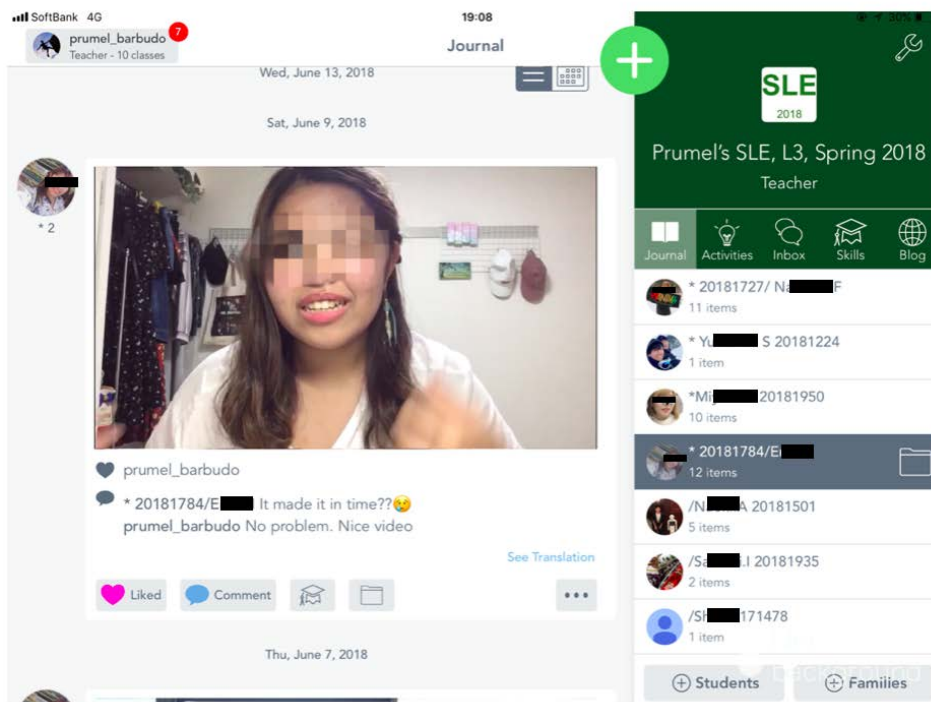 SoftBank 4G
19:08
30%
prumel_barbudo
7
Teacher - 10 classes
Journal
Wed, June 13, 2018
Sat, June 9, 2018
* 2
prumel_barbudo
* 20181784/E It made it in time??😢
prumel_barbudo No problem. Nice video
See Translation
Liked
Comment
Thu, June 7, 2018
SLE
2018
Prumel's SLE, L3, Spring 2018
Teacher
Journal
Activities
Inbox
Skills
Blog
* 20181727/ Na F
11 items
* Yu S 20181224
1 item
*Mi 20181950
10 items
* 20181784/E
12 items
/N A 20181501
5 items
/Sa .I 20181935
2 items
/Sh 171478
1 item
Students
Families